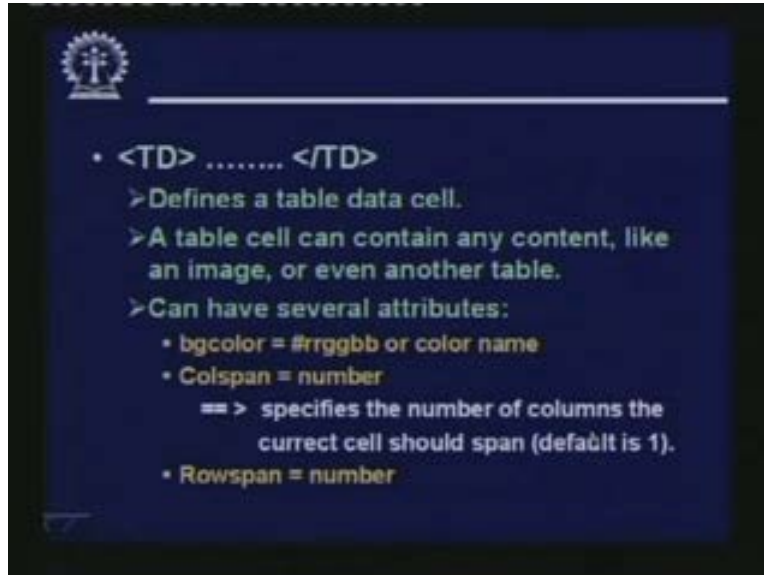 • <TD> …….. </TD>
➢Defines a table data cell.
➢A table cell can contain any content, like
an image, or even another table.
➢Can have several attributes:
• bgcolor = #rrggbb or color name
• Colspan = number
==> specifies the number of columns the
currect cell should span (default is 1).
• Rowspan = number